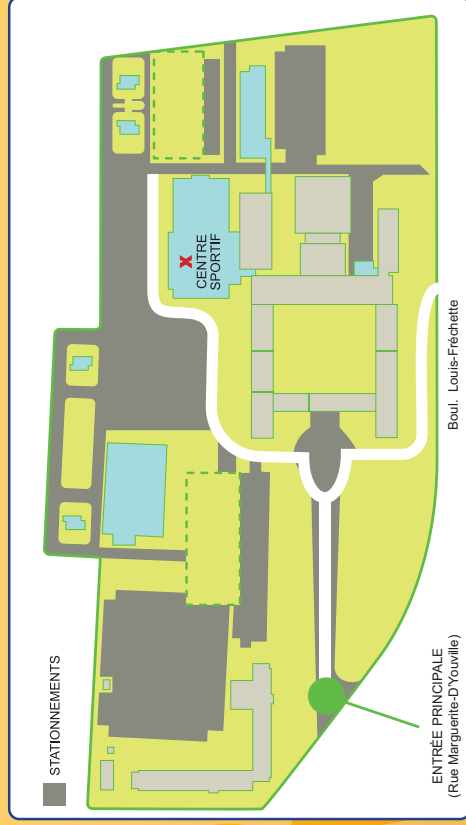 STATIONNEMENTS
X
CENTRE
SPORTIF
ENTRÉE PRINCIPALE
(Rue Marguerite-D'Youville)
Boul. Louis-Fréchette